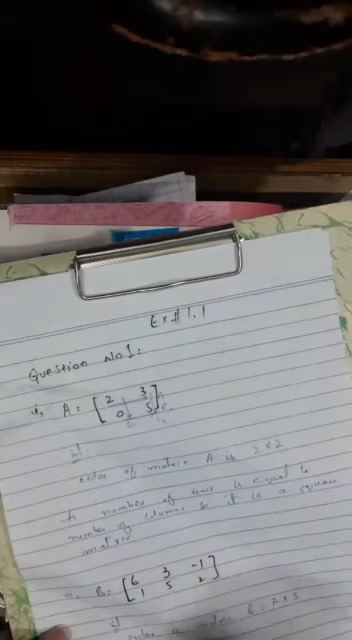 Ex # 1.1
Question No 1:
i, A = [ 2 3
0 5 ]
Sol
order of matrix A is 2×2
number of rows is equal to
number of columns so it is a square
matrix
ii, B = [ 6 3 -1
1 5 2 ]
Sol
order of matrix B = 2×3